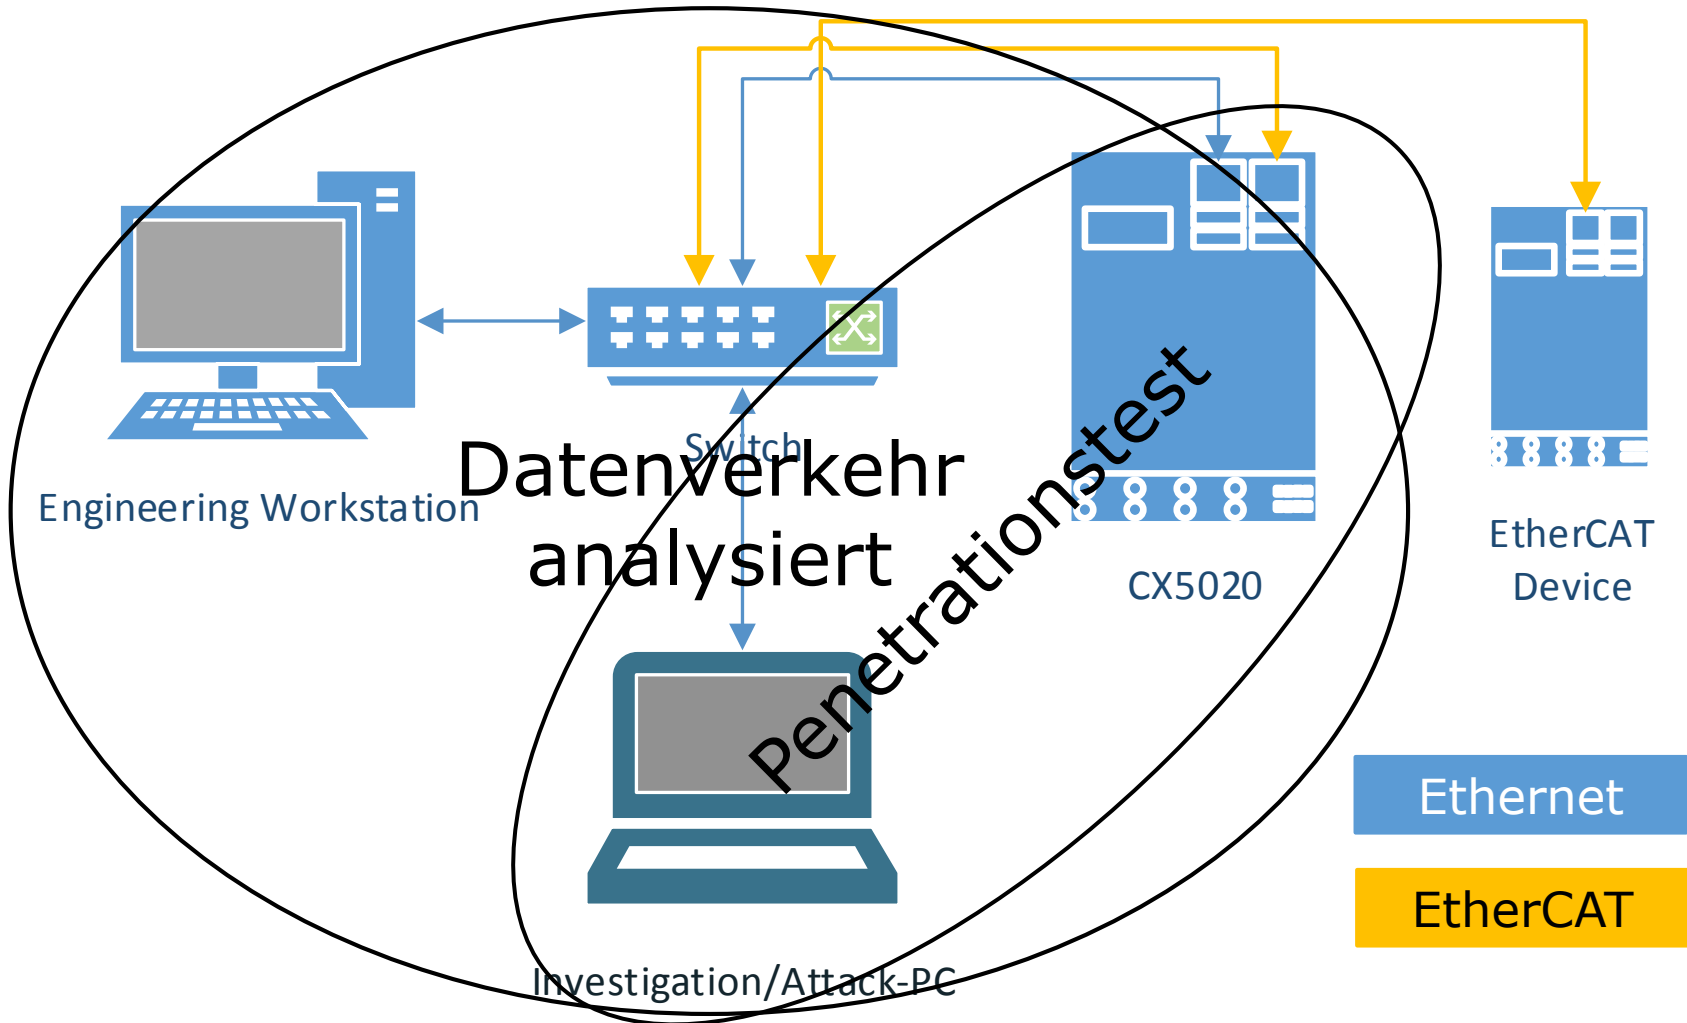 Switch
Datenverkehr
analysiert
Engineering Workstation
Penetrationstest
CX5020
EtherCAT
Device
Investigation/Attack-PC
Ethernet
EtherCAT